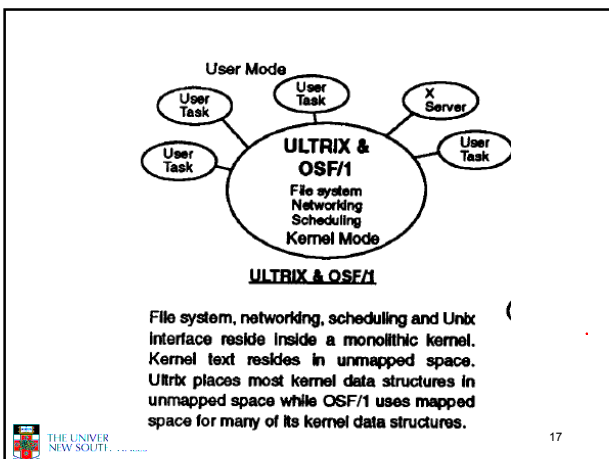 User Mode
User
Task
User
Task
X
Server
User
Task
User
Task
ULTRIX &
OSF/1
File system
Networking
Scheduling
Kernel Mode
ULTRIX & OSF/1
File system, networking, scheduling and Unix
interface reside inside a monolithic kernel.
Kernel text resides in unmapped space.
Ultrix places most kernel data structures in
unmapped space while OSF/1 uses mapped
space for many of its kernel data structures.
THE
NEW
17